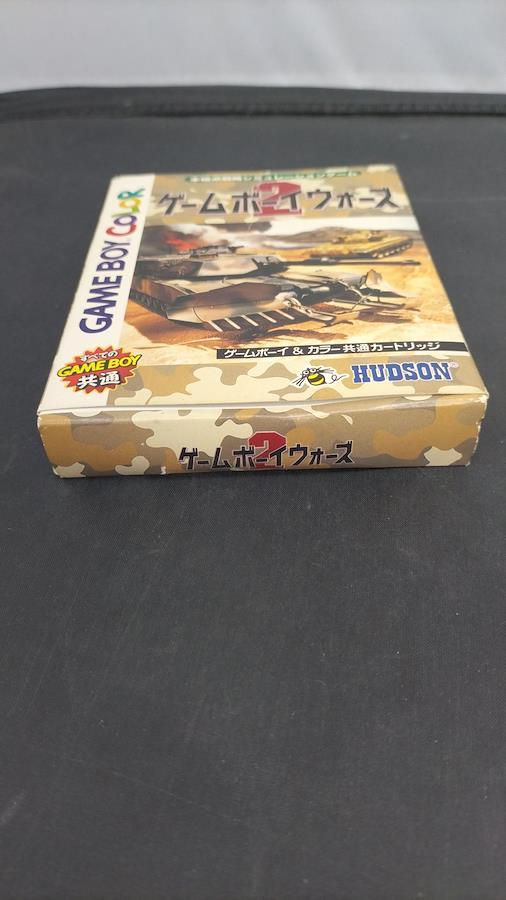 GAME BOY COLOR
ゲームボーイウォーズ2
すべての
GAME BOY
共通
ゲームボーイ & カラー共通カートリッジ
HUDSON
ゲームボーイウォーズ2